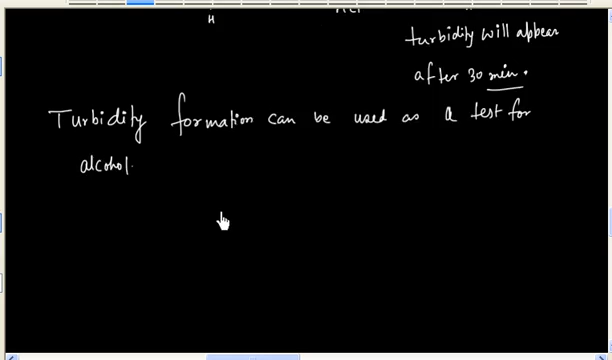 H
turbidity will appear
after 30 min.
Turbidity formation can be used as a test for
alcohol.